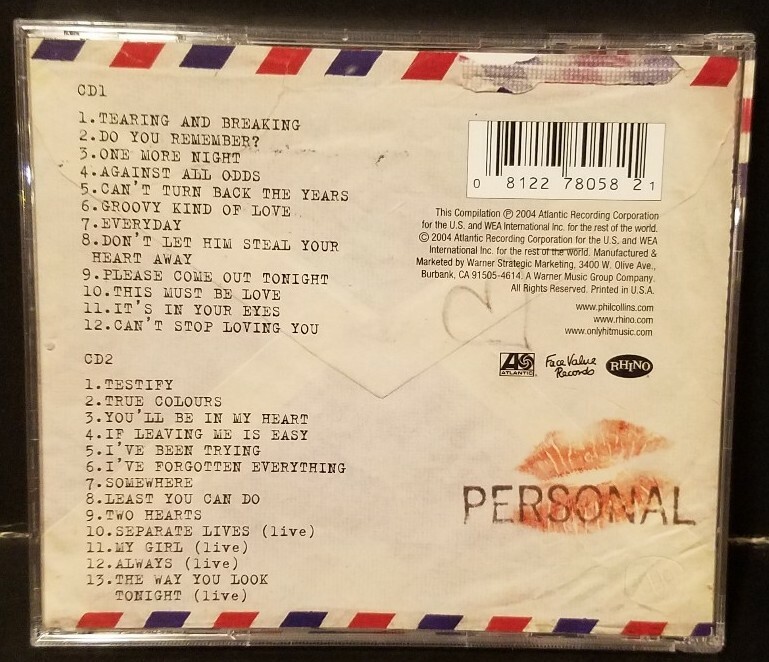 CD1
1.TEARING AND BREAKING
2.DO YOU REMEMBER?
3.ONE MORE NIGHT
4.AGAINST ALL ODDS
5.CAN'T TURN BACK THE YEARS
6.GROOVY KIND OF LOVE
7.EVERYDAY
8.DON'T LET HIM STEAL YOUR
HEART AWAY
9.PLEASE COME OUT TONIGHT
10.THIS MUST BE LOVE
11.IT'S IN YOUR EYES
12.CAN'T STOP LOVING YOU
CD2
1.TESTIFY
2.TRUE COLOURS
3.YOU'LL BE IN MY HEART
4.IF LEAVING ME IS EASY
5.I'VE BEEN TRYING
6.I'VE FORGOTTEN EVERYTHING
7.SOMEWHERE
8.LEAST YOU CAN DO
9.TWO HEARTS
10.SEPARATE LIVES (live)
11.MY GIRL (live)
12.ALWAYS (live)
13.THE WAY YOU LOOK
TONIGHT (live)
0 8122 78058 2 1
This Compilation ℗ 2004 Atlantic Recording Corporation
for the U.S. and WEA International Inc. for the rest of the world.
© 2004 Atlantic Recording Corporation for the U.S. and WEA
International Inc. for the rest of the world. Manufactured &
Marketed by Warner Strategic Marketing, 3400 W. Olive Ave.,
Burbank, CA 91505-4614. A Warner Music Group Company.
All Rights Reserved. Printed in U.S.A.
www.philcollins.com
www.rhino.com
www.onlyhitmusic.com
ATLANTIC
Face Value
Records
RHINO
PERSONAL